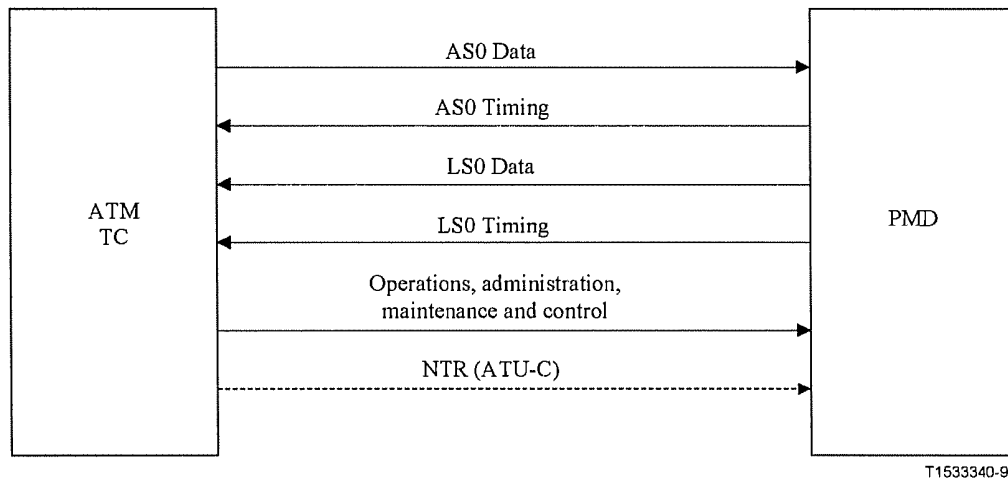 AS0 Data
AS0 Timing
LS0 Data
LS0 Timing
ATM
TC
PMD
Operations, administration,
maintenance and control
NTR (ATU-C)
T1533340-9